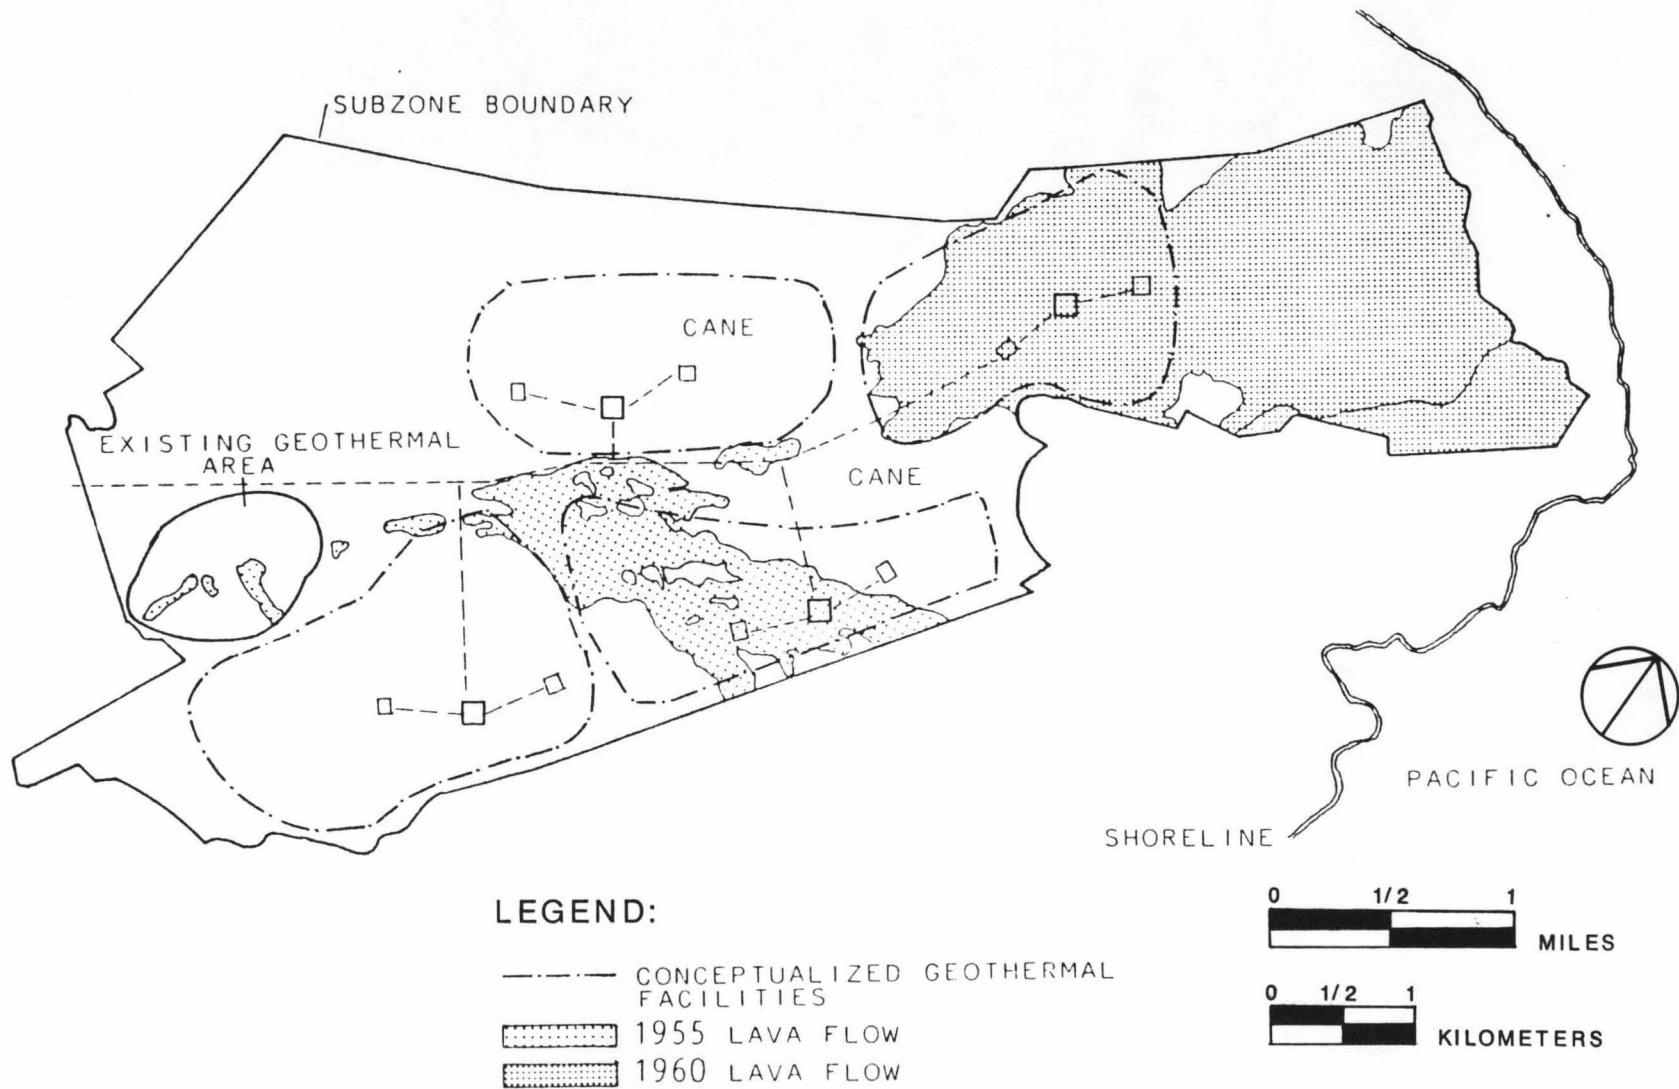 SUBZONE BOUNDARY
CANE
EXISTING GEOTHERMAL
AREA
CANE
PACIFIC OCEAN
SHORELINE
LEGEND:
CONCEPTUALIZED GEOTHERMAL
FACILITIES
1955 LAVA FLOW
1960 LAVA FLOW
0 1/2 1
MILES
0 1/2 1
KILOMETERS